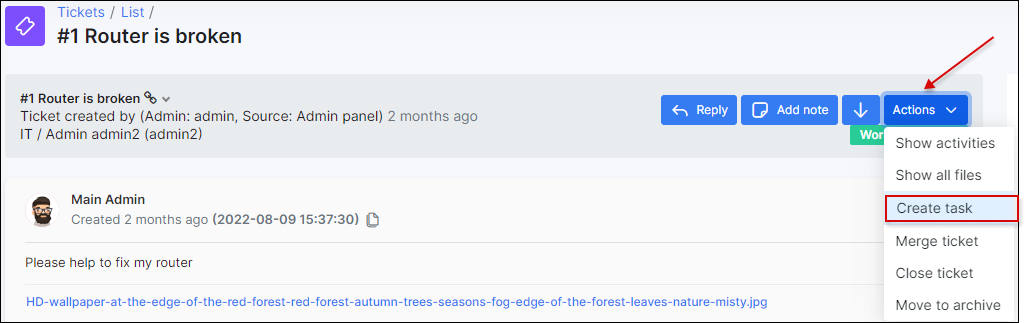 Tickets / List /
#1 Router is broken
#1 Router is broken
Ticket created by (Admin: admin, Source: Admin panel) 2 months ago
IT / Admin admin2 (admin2)
Reply
Add note
Actions
Show activities
Show all files
Create task
Merge ticket
Close ticket
Move to archive
Main Admin
Created 2 months ago (2022-08-09 15:37:30)
Please help to fix my router
HD-wallpaper-at-the-edge-of-the-red-forest-red-forest-autumn-trees-seasons-fog-edge-of-the-forest-leaves-nature-misty.jpg